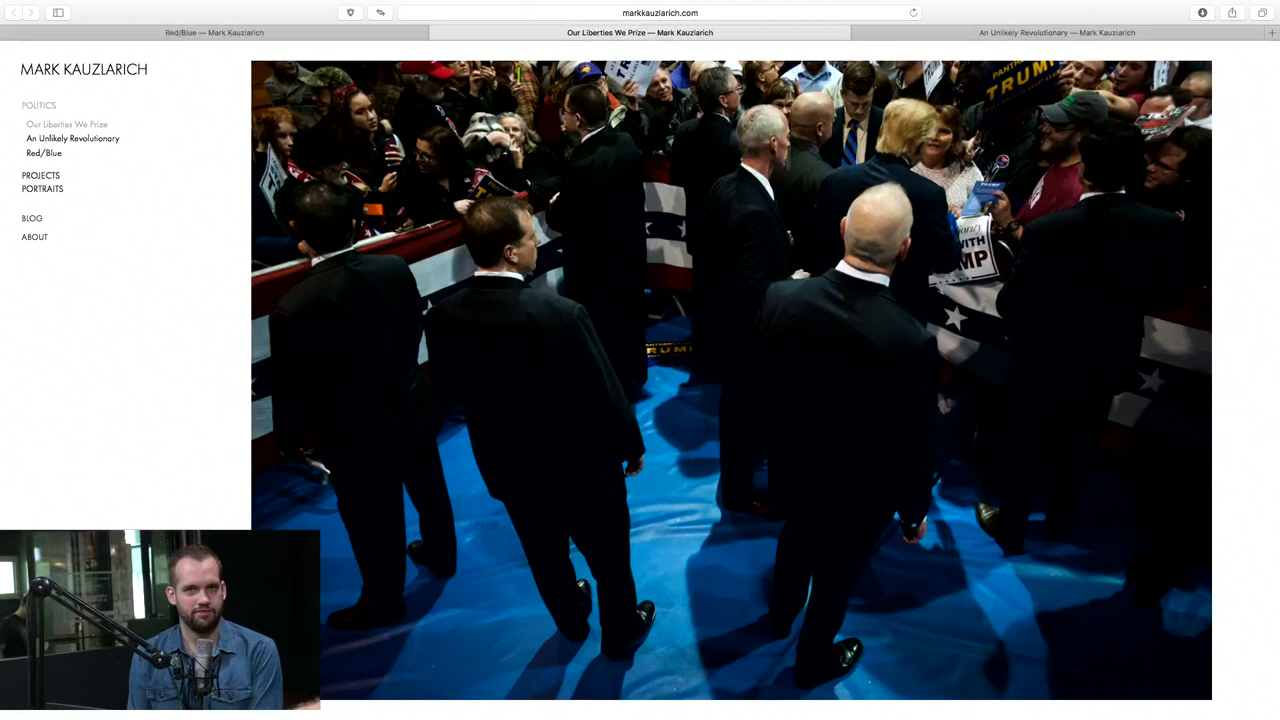 markkauzlarich.com
Red/Blue — Mark Kauzlarich
Our Liberties We Prize — Mark Kauzlarich
An Unlikely Revolutionary — Mark Kauzlarich
MARK KAUZLARICH
POLITICS
Our Liberties We Prize
An Unlikely Revolutionary
Red/Blue
PROJECTS
PORTRAITS
BLOG
ABOUT
TRUMP
WITH
MP
TRUM